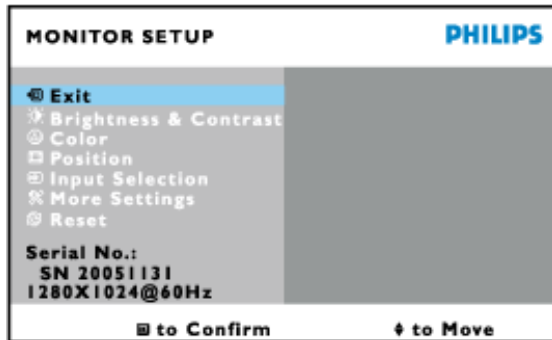 MONITOR SETUP
PHILIPS
Exit
Brightness & Contrast
Color
Position
Input Selection
More Settings
Reset
Serial No.:
SN 20051131
1280X1024@60Hz
to Confirm
to Move